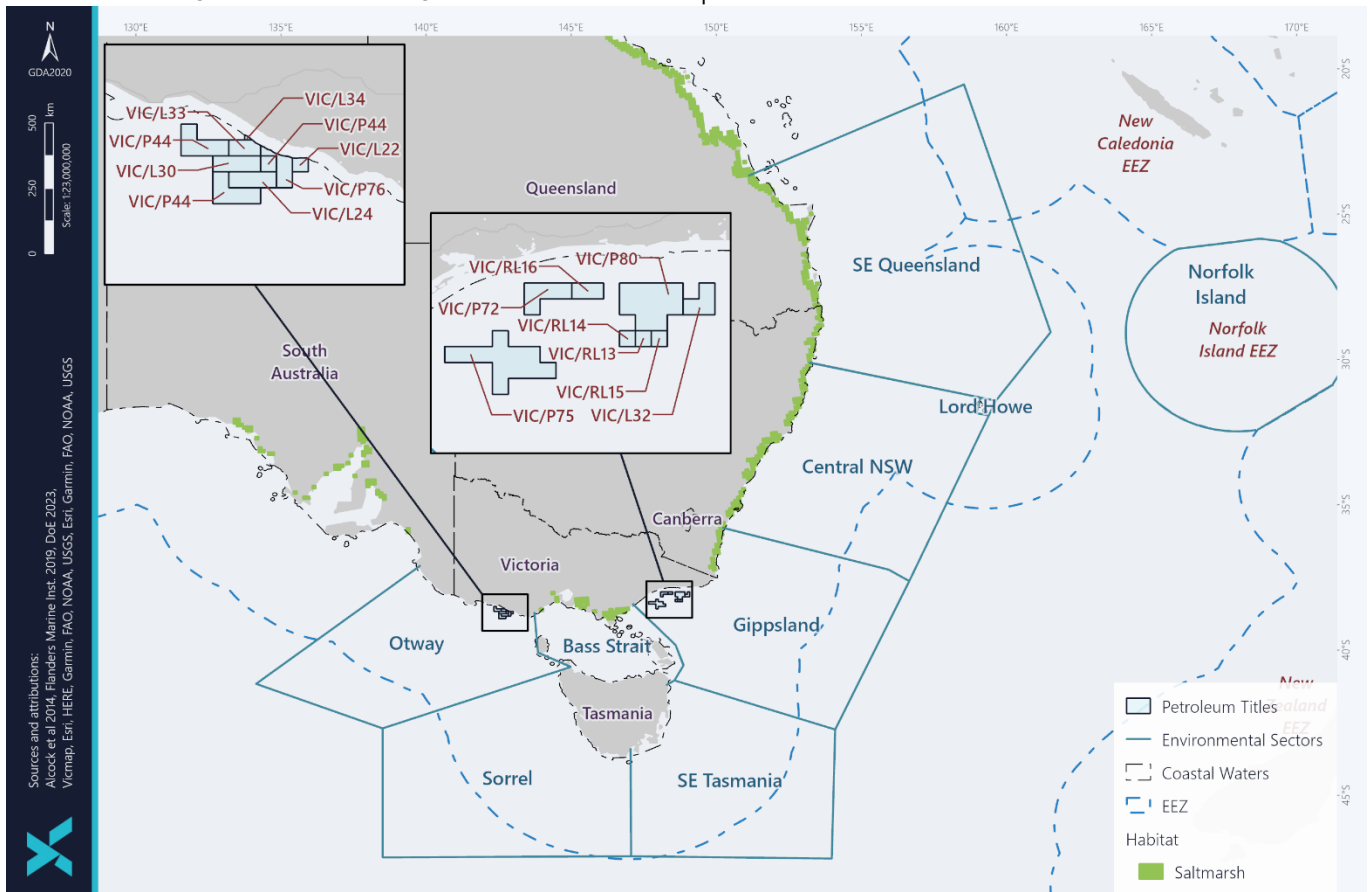 N
GDA2020
km
500
250
0
Scale: 1:23,000,000
Sources and attributions:
Alcock et al 2014, Flanders Marine Inst. 2019, DoE 2023,
Vicmap, Esri, HERE, Garmin, FAO, NOAA, USGS, Esri, Garmin, FAO, NOAA, USGS
130°E
135°E
140°E
145°E
150°E
155°E
160°E
165°E
170°E
20°S
25°S
30°S
35°S
40°S
45°S
VIC/L33
VIC/L34
VIC/P44
VIC/P44
VIC/L22
VIC/L30
VIC/P76
VIC/P44
VIC/L24
VIC/RL16
VIC/P80
VIC/P72
VIC/RL14
VIC/RL13
VIC/RL15
VIC/P75
VIC/L32
Queensland
South
Australia
Canberra
Victoria
Tasmania
New
Caledonia
EEZ
SE Queensland
Norfolk
Island
Norfolk
Island EEZ
Lord Howe
Central NSW
Gippsland
Otway
Bass Strait
Sorrel
SE Tasmania
New
Zealand
EEZ
Petroleum Titles
Environmental Sectors
Coastal Waters
EEZ
Habitat
Saltmarsh